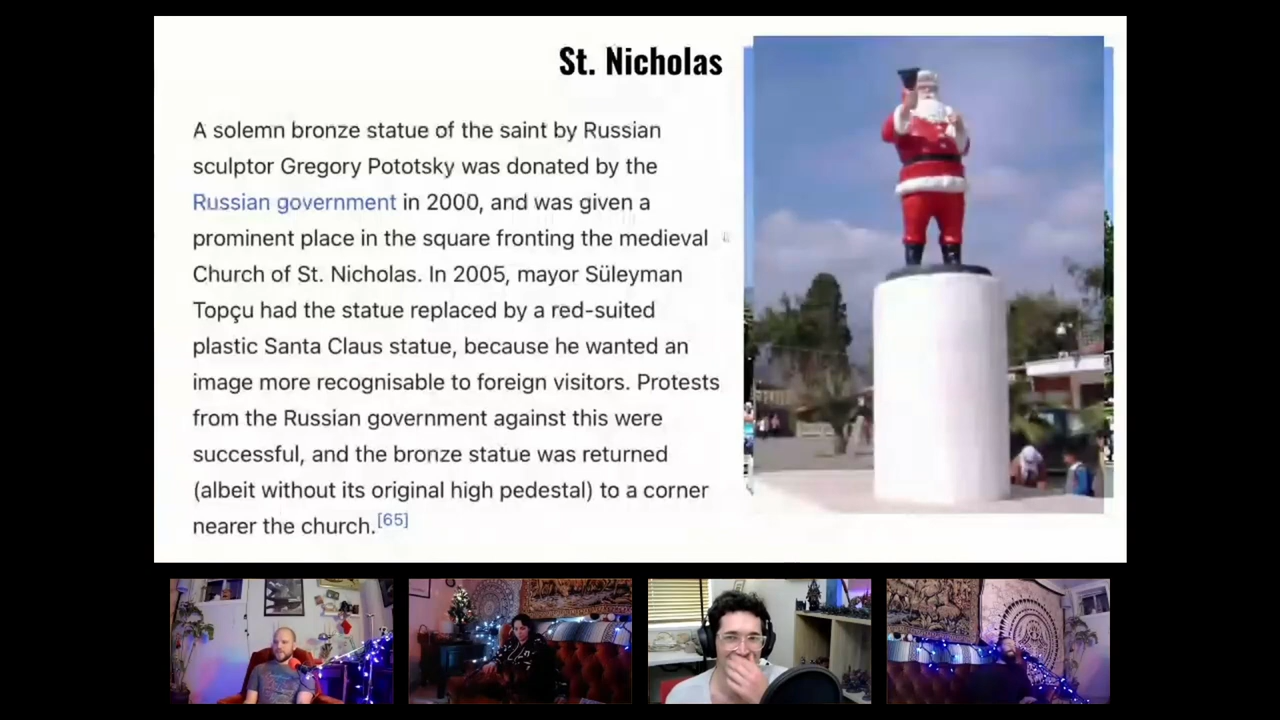 St. Nicholas
A solemn bronze statue of the saint by Russian
sculptor Gregory Pototsky was donated by the
Russian government in 2000, and was given a
prominent place in the square fronting the medieval
Church of St. Nicholas. In 2005, mayor Süleyman
Topçu had the statue replaced by a red-suited
plastic Santa Claus statue, because he wanted an
image more recognisable to foreign visitors. Protests
from the Russian government against this were
successful, and the bronze statue was returned
(albeit without its original high pedestal) to a corner
nearer the church.[65]